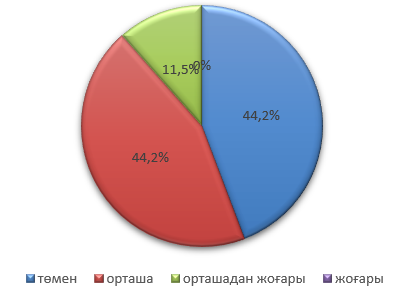 11,5%
0%
44,2%
44,2%
төмен орташа орташадан жоғары жоғары